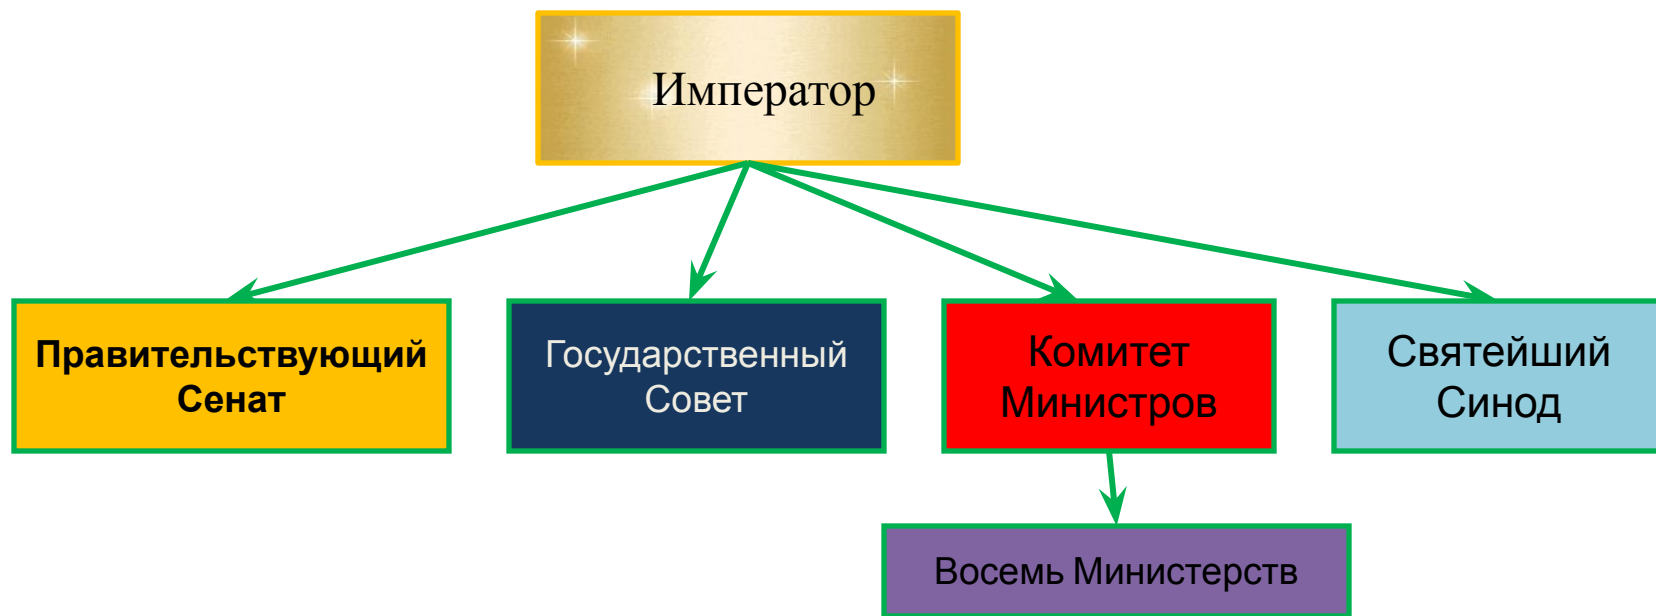 Император
Правительствующий
Сенат
Государственный
Совет
Комитет
Министров
Святейший
Синод
Восемь Министерств